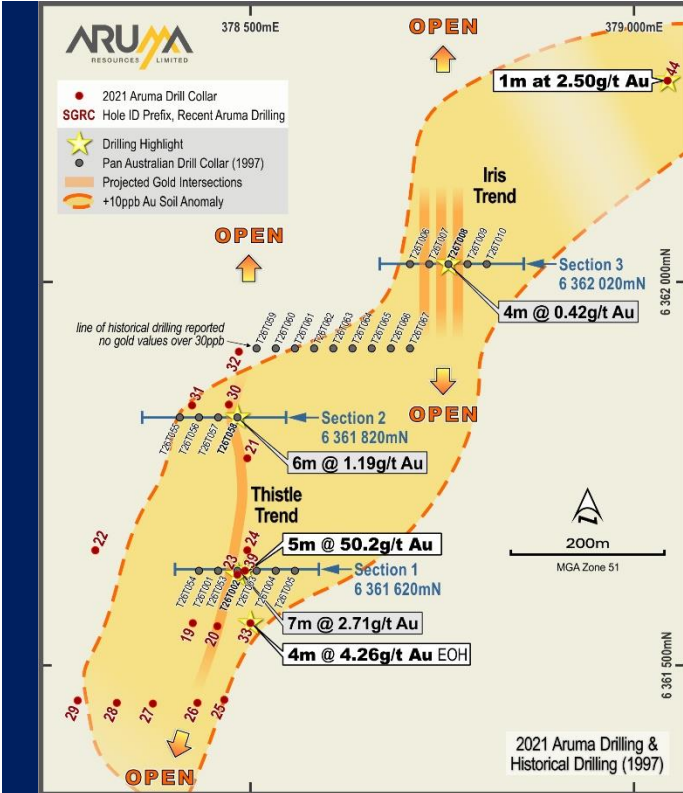 ARUMA
RESOURCES LIMITED
378 500mE
OPEN
379 000mE
44
1m at 2.50g/t Au
2021 Aruma Drill Collar
SGRC Hole ID Prefix, Recent Aruma Drilling
Drilling Highlight
Pan Australian Drill Collar (1997)
Projected Gold Intersections
+10ppb Au Soil Anomaly
Iris
Trend
OPEN
T26T006
T26T007
T26T008
T26T009
T26T010
Section 3
6 362 020mN
6 362 000mN
4m @ 0.42g/t Au
line of historical drilling reported
no gold values over 30ppb
T26T059
T26T060
T26T061
T26T062
T26T063
T26T064
T26T065
T26T066
T26T067
32
OPEN
31
30
T26T055
T26T056
T26T057
T26T058
Section 2
6 361 820mN
21
6m @ 1.19g/t Au
Thistle
Trend
22
24
5m @ 50.2g/t Au
23
39
T26T054
T26T001
T26T053
T26T002
T26T003
T26T004
T26T005
Section 1
6 361 620mN
200m
MGA Zone 51
19
20
33
7m @ 2.71g/t Au
4m @ 4.26g/t Au EOH
6 361 500mN
29
28
27
26
25
OPEN
2021 Aruma Drilling &
Historical Drilling (1997)